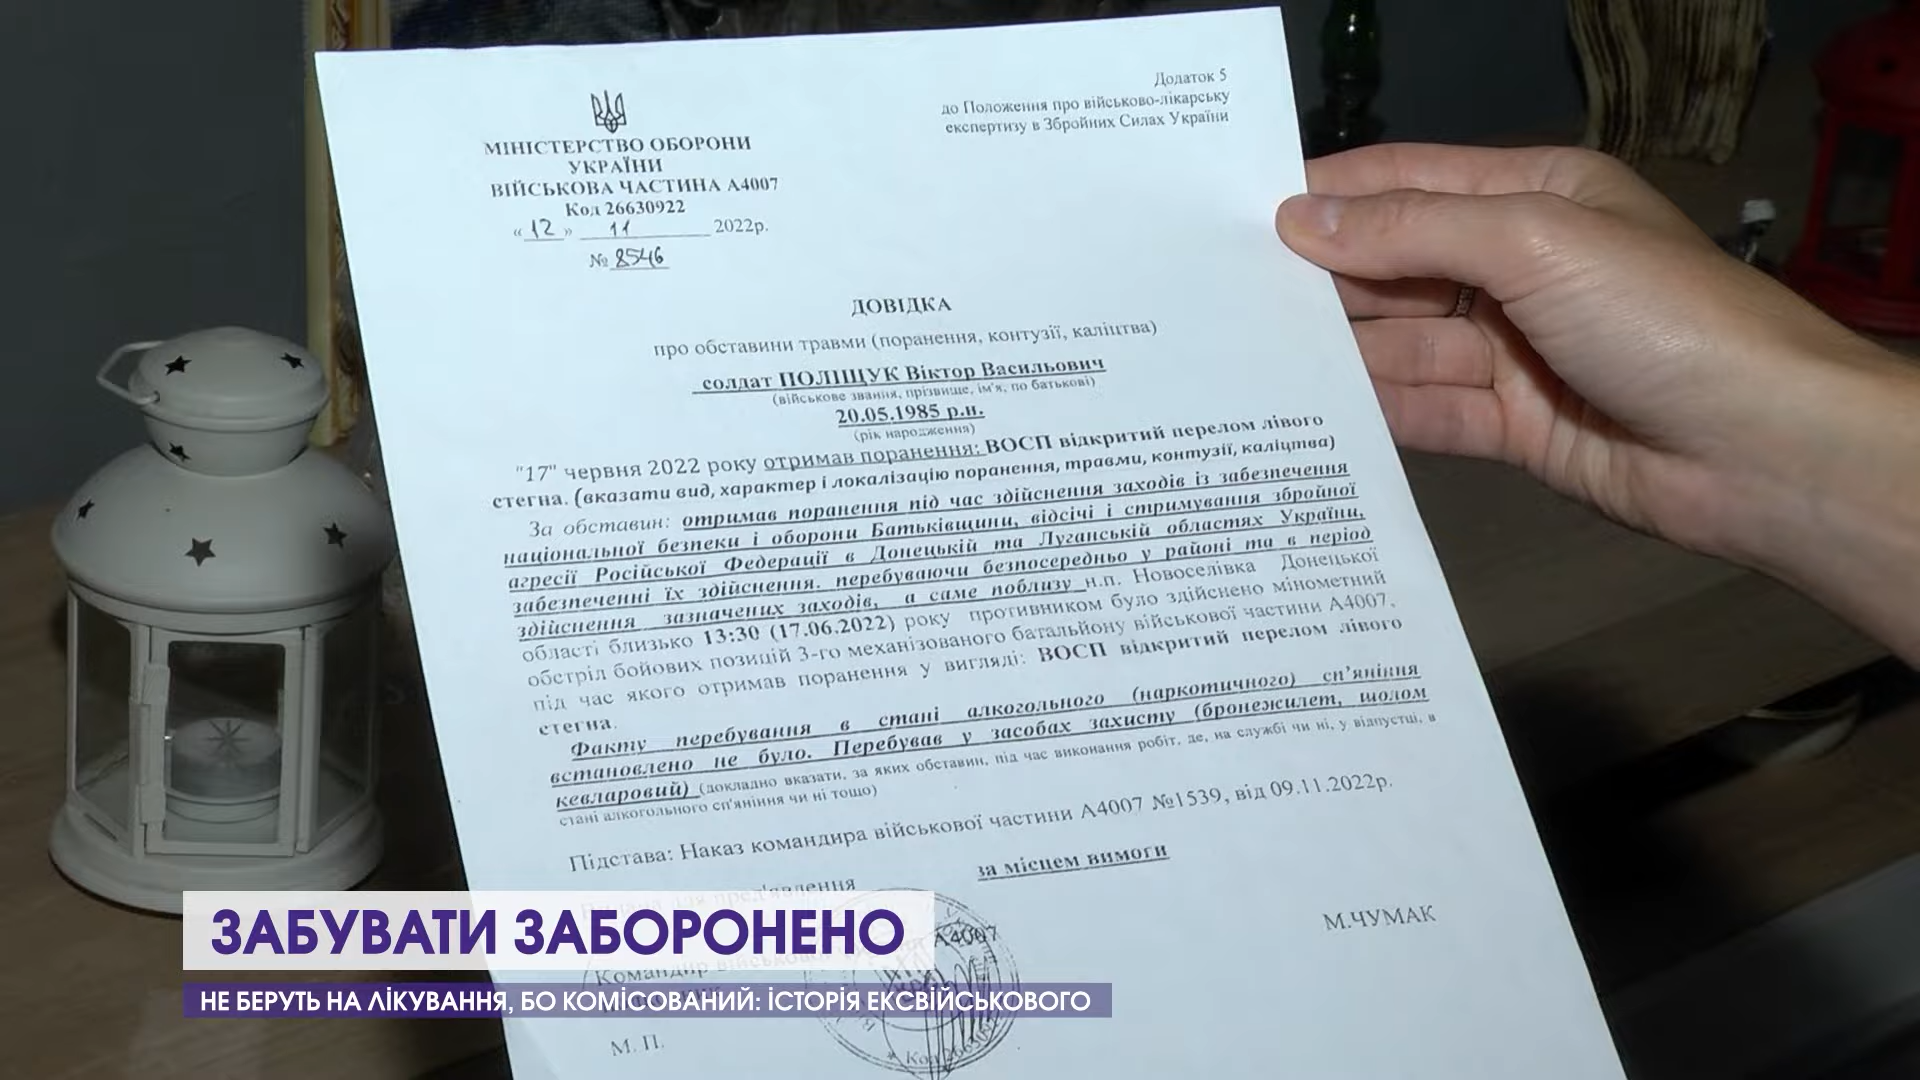 Додаток 5
до Положення про військово-лікарську
експертизу в Збройних Силах України
МІНІСТЕРСТВО ОБОРОНИ
УКРАЇНИ
ВІЙСЬКОВА ЧАСТИНА А4007
Код 26630922
«12» 11 2022р.
№ 8546
ДОВІДКА
про обставини травми (поранення, контузії, каліцтва)
солдат ПОЛІЩУК Віктор Васильович
(військове звання, прізвище, ім'я, по батькові)
20.05.1985 р.н.
(рік народження)
"17" червня 2022 року отримав поранення: ВОСП відкритий перелом лівого
стегна. (вказати вид, характер і локалізацію поранення, травми, контузії, каліцтва)
За обставин: отримав поранення під час здійснення заходів із забезпечення
національної безпеки і оборони Батьківщини, відсічі і стримування збройної
агресії Російської Федерації в Донецькій та Луганській областях України,
забезпеченні їх здійснення. перебуваючи безпосередньо у районі та в період
здійснення зазначених заходів, а саме поблизу н.п. Новоселівка Донецької
області близько 13:30 (17.06.2022) року противником було здійснено мінометний
обстріл бойових позицій 3-го механізованого батальйону військової частини А4007,
під час якого отримав поранення у вигляді: ВОСП відкритий перелом лівого
стегна.
Факту перебування в стані алкогольного (наркотичного) сп’яніння
встановлено не було. Перебував у засобах захисту (бронежилет, шолом
кевларовий) (докладно вказати, за яких обставин, під час виконання робіт, де, на службі чи ні, у відпустці, в
стані алкогольного сп'яніння чи ні тощо)
Підстава: Наказ командира військової частини А4007 №1539, від 09.11.2022р.
Видана для пред'явлення за місцем вимоги
ЗАБУВАТИ ЗАБОРОНЕНО
Командир військової А4007
М.ЧУМАК
НЕ БЕРУТЬ НА ЛІКУВАННЯ, БО КОМІСОВАНИЙ: ІСТОРІЯ ЕКСВІЙСЬКОВОГО
М. П.